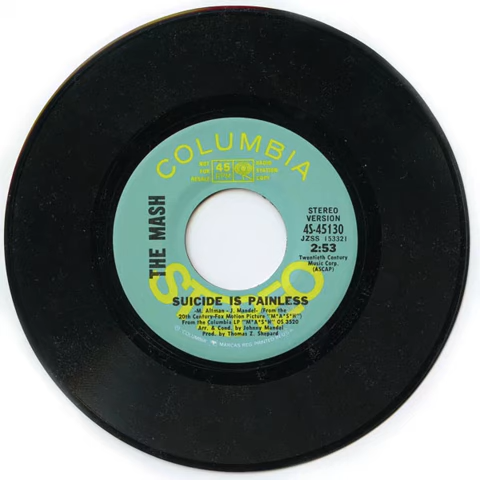 COLUMBIA
NOT
FOR
RESALE
45
RPM
RADIO
STATION
COPY
THE MASH
STEREO
VERSION
4S-45130
JZSS 153321
2:53
Twentieth Century
Music Corp.
(ASCAP)
STEREO
SUICIDE IS PAINLESS
-M. Altman-J. Mandel- (From the
20th Century-Fox Motion Picture "M*A*S*H")
From the Columbia LP "M*A*S*H" OS 3520
Arr. & Cond. by Johnny Mandel
Prod. by Thomas Z. Shepard